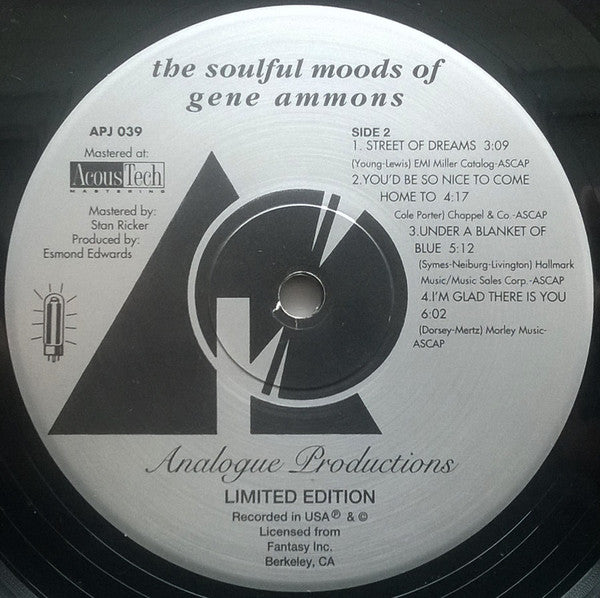 the soulful moods of
gene ammons
APJ 039
Mastered at:
AcousTech
MASTERING
Mastered by:
Stan Ricker
Produced by:
Esmond Edwards
SIDE 2
1. STREET OF DREAMS 3:09
(Young-Lewis) EMI Miller Catalog-ASCAP
2.YOU'D BE SO NICE TO COME
HOME TO 4:17
Cole Porter) Chappel & Co.-ASCAP
3.UNDER A BLANKET OF
BLUE 5:12
(Symes-Neiburg-Livington) Hallmark
Music/Music Sales Corp.-ASCAP
4.I'M GLAD THERE IS YOU
6:02
(Dorsey-Mertz) Morley Music-
ASCAP
Analogue Productions
LIMITED EDITION
Recorded in USA ℗ & ©
Licensed from
Fantasy Inc.
Berkeley, CA